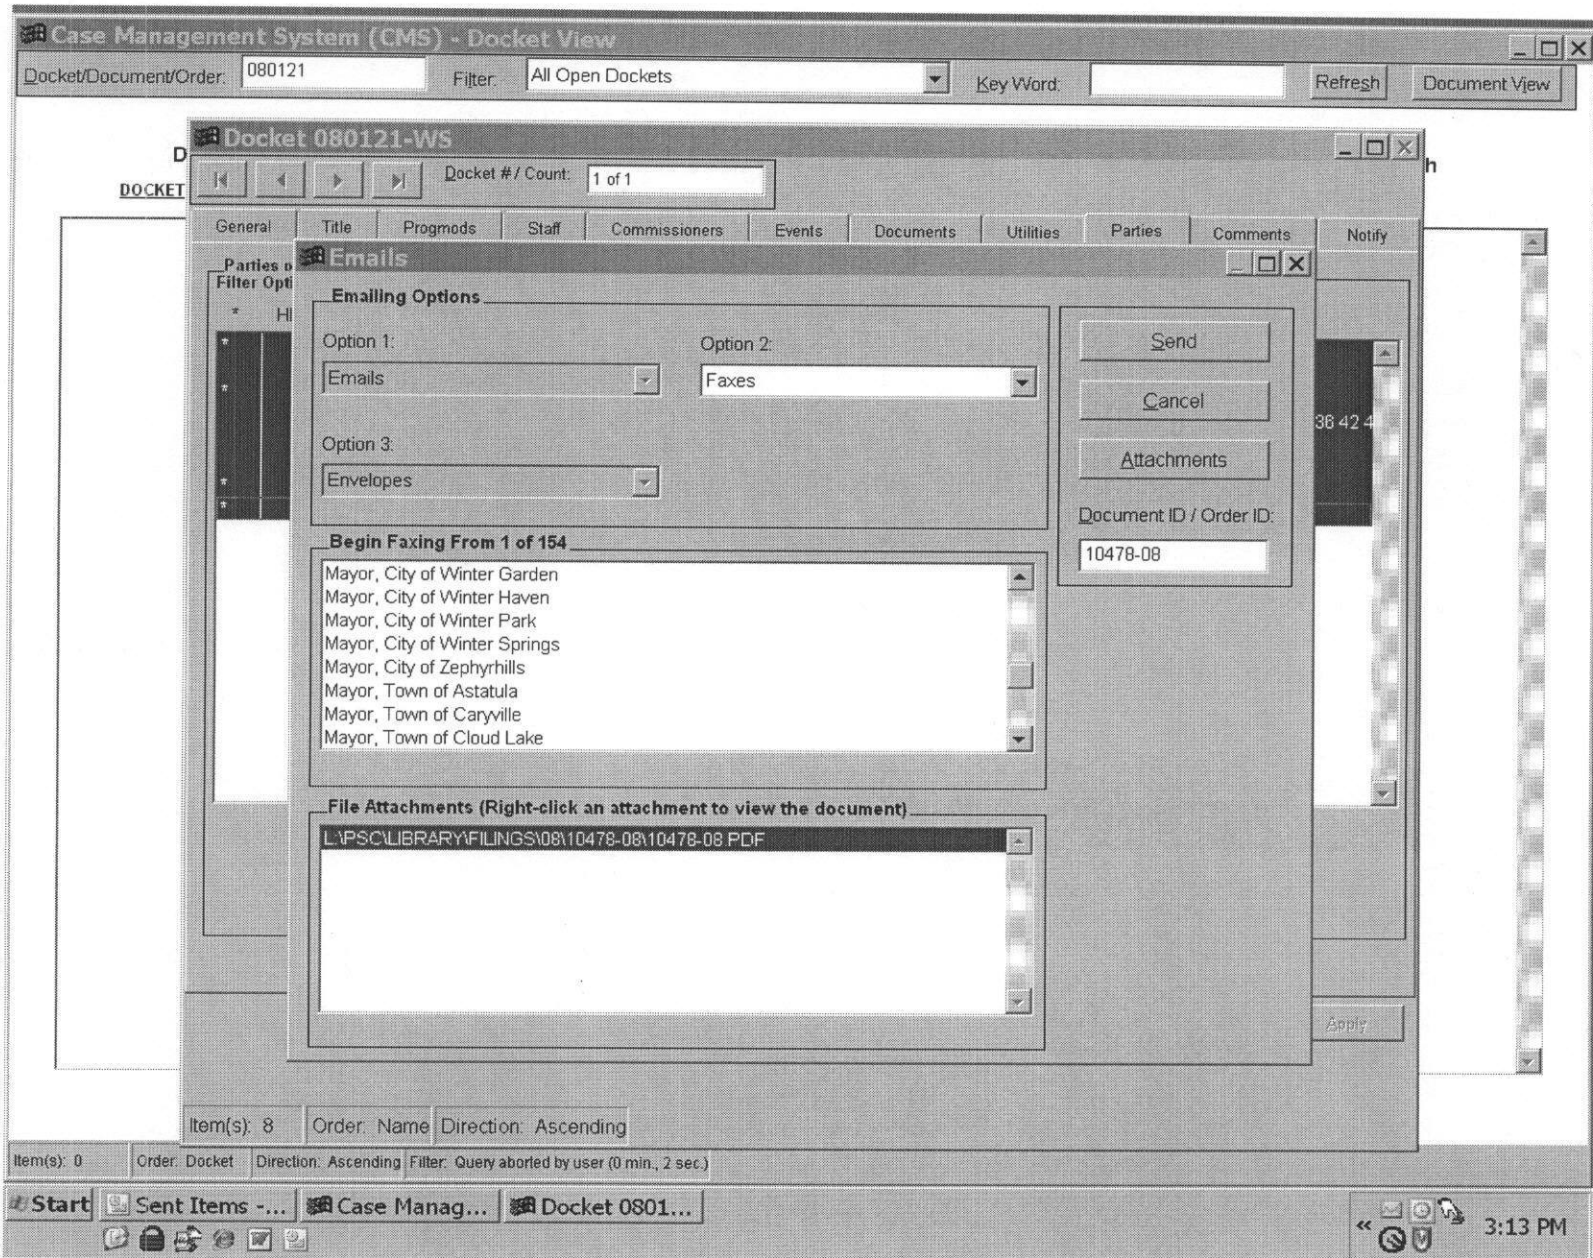 Case Management System (CMS) - Docket View
Docket/Document/Order: 080121 Filter: All Open Dockets Key Word: Refresh Document View
Docket 080121-WS
Docket # / Count: 1 of 1
DOCKET
General Title Progmods Staff Commissioners Events Documents Utilities Parties Comments Notify
Parties o
Filter Opti
* HI
Emails
Emailing Options
Option 1: Option 2:
Emails Faxes
Option 3:
Envelopes
Send
Cancel
Attachments
36 42 4
Document ID / Order ID:
10478-08
Begin Faxing From 1 of 154
Mayor, City of Winter Garden
Mayor, City of Winter Haven
Mayor, City of Winter Park
Mayor, City of Winter Springs
Mayor, City of Zephyrhills
Mayor, Town of Astatula
Mayor, Town of Caryville
Mayor, Town of Cloud Lake
File Attachments (Right-click an attachment to view the document)
L:\PSC\LIBRARY\FILINGS\08\10478-08\10478-08.PDF
Apply
Item(s): 8 Order: Name Direction: Ascending
Item(s): 0 Order: Docket Direction: Ascending Filter: Query aborted by user (0 min., 2 sec.)
Start Sent Items -... Case Manag... Docket 0801...
« 3:13 PM